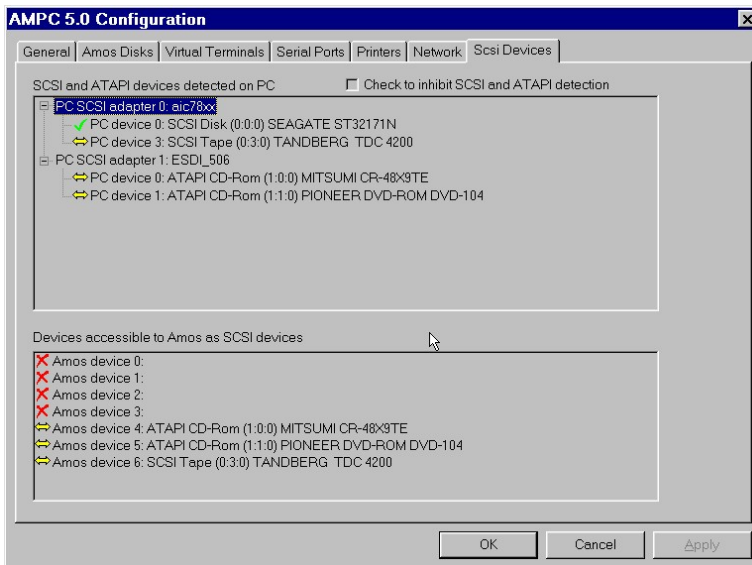 AMPC 5.0 Configuration
General Amos Disks Virtual Terminals Serial Ports Printers Network Scsi Devices
SCSI and ATAPI devices detected on PC Check to inhibit SCSI and ATAPI detection
PC SCSI adapter 0: aic78xx
PC device 0: SCSI Disk (0:0:0) SEAGATE ST32171N
PC device 3: SCSI Tape (0:3:0) TANDBERG TDC 4200
PC SCSI adapter 1: ESDI_506
PC device 0: ATAPI CD-Rom (1:0:0) MITSUMI CR-48X9TE
PC device 1: ATAPI CD-Rom (1:1:0) PIONEER DVD-ROM DVD-104
Devices accessible to Amos as SCSI devices
Amos device 0:
Amos device 1:
Amos device 2:
Amos device 3:
Amos device 4: ATAPI CD-Rom (1:0:0) MITSUMI CR-48X9TE
Amos device 5: ATAPI CD-Rom (1:1:0) PIONEER DVD-ROM DVD-104
Amos device 6: SCSI Tape (0:3:0) TANDBERG TDC 4200
OK Cancel Apply